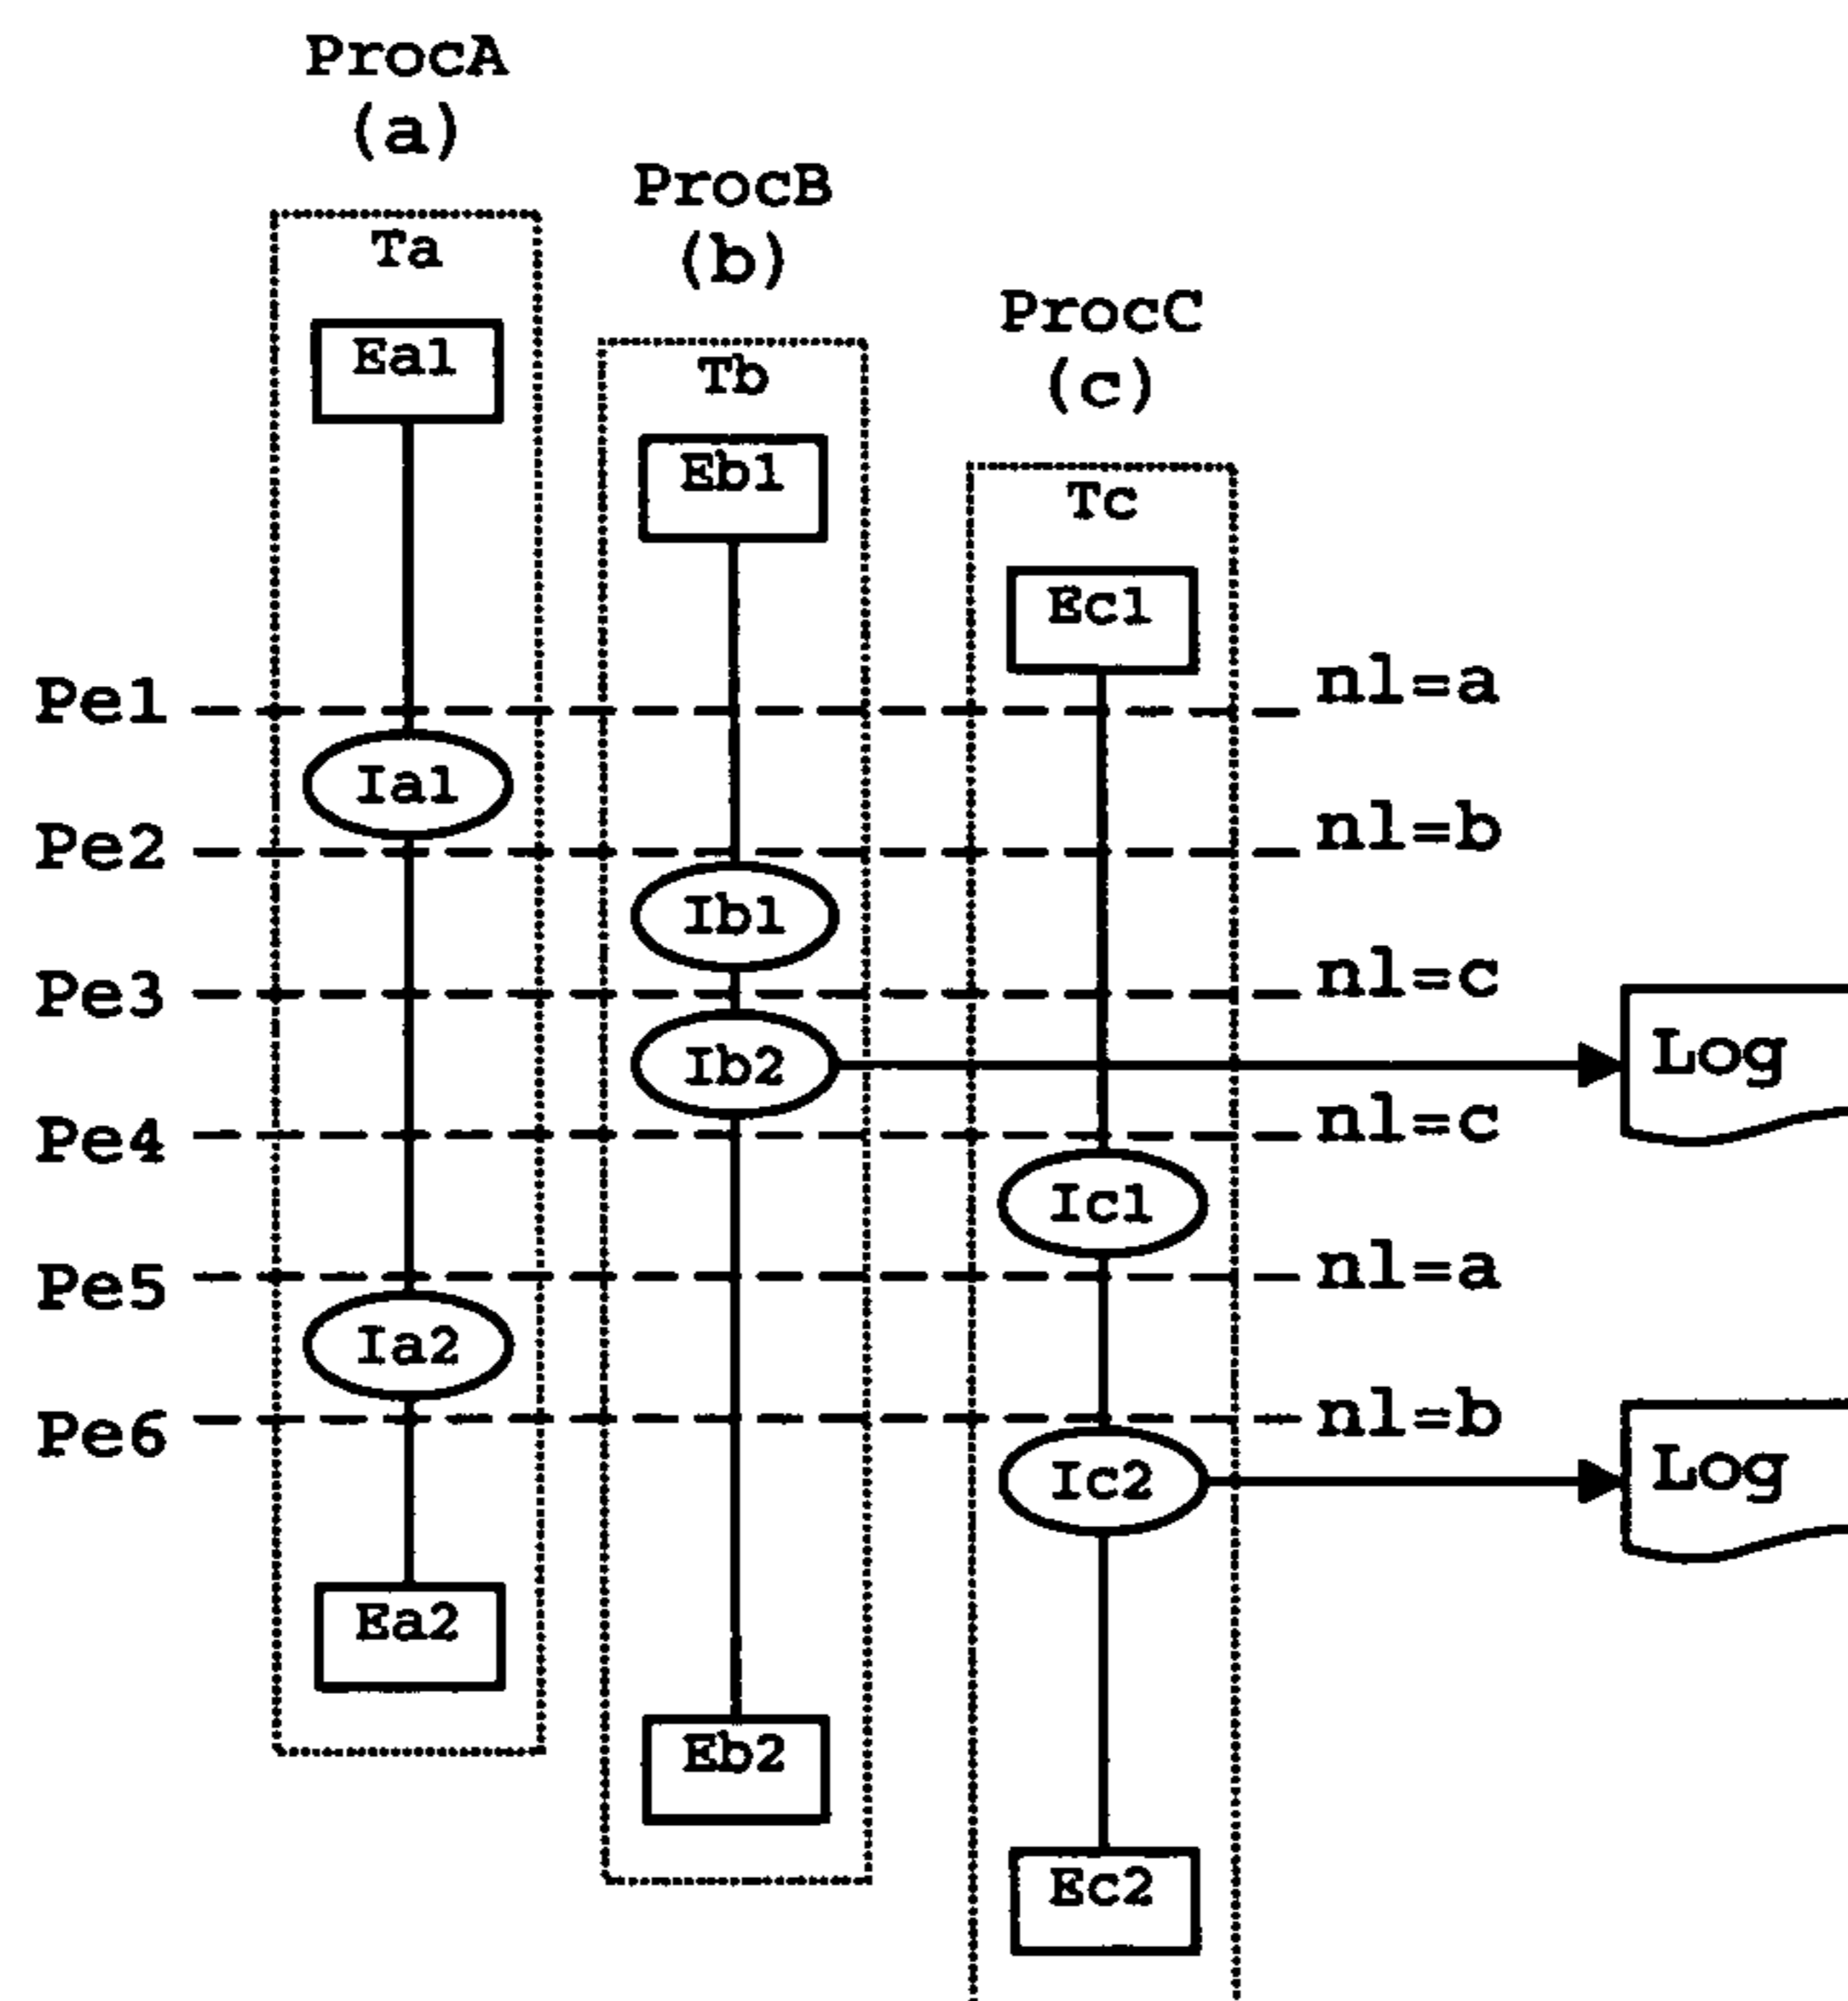 ProcA
(a)
ProcB
(b)
Ta
ProcC
(c)
Ea1
Tb
Eb1
Tc
Ec1
Pe1
nl=a
Ia1
Pe2
nl=b
Ib1
Pe3
nl=c
Ib2
Log
Pe4
nl=c
Ic1
Pe5
nl=a
Ia2
Pe6
nl=b
Ic2
Log
Ea2
Eb2
Ec2